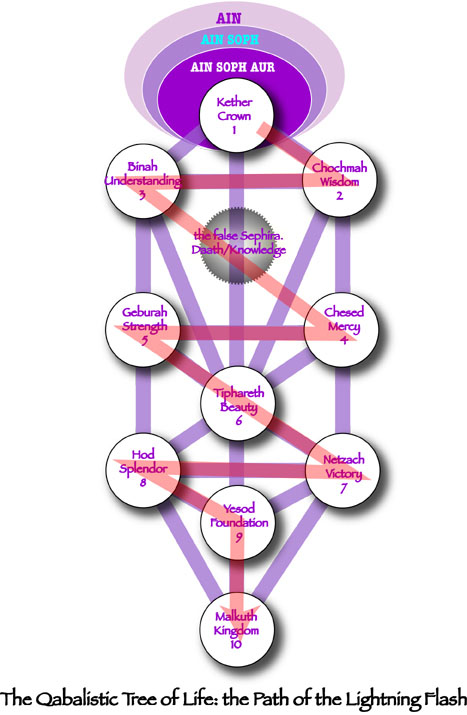 AIN
AIN SOPH
AIN SOPH AUR
Kether
Crown
1
Binah
Understanding
3
Chochmah
Wisdom
2
the false Sephira.
Daath/Knowledge
Geburah
Strength
5
Chesed
Mercy
4
Tiphareth
Beauty
6
Hod
Splendor
8
Netzach
Victory
7
Yesod
Foundation
9
Malkuth
Kingdom
10
The Qabalistic Tree of Life: the Path of the Lightning Flash